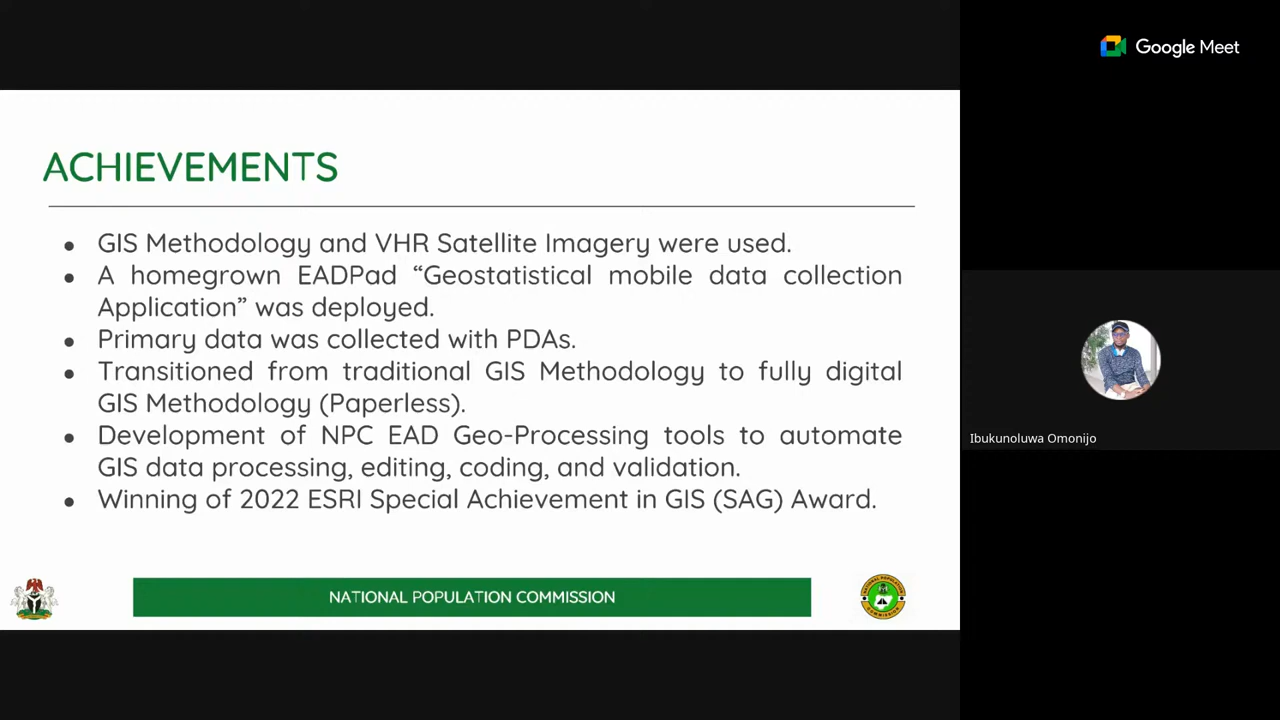 Google Meet
ACHIEVEMENTS
● GIS Methodology and VHR Satellite Imagery were used.
● A homegrown EADPad “Geostatistical mobile data collection
Application” was deployed.
● Primary data was collected with PDAs.
● Transitioned from traditional GIS Methodology to fully digital
GIS Methodology (Paperless).
● Development of NPC EAD Geo-Processing tools to automate
GIS data processing, editing, coding, and validation.
● Winning of 2022 ESRI Special Achievement in GIS (SAG) Award.
Ibukunoluwa Omonijo
NATIONAL POPULATION COMMISSION
NATIONAL POPULATION
COMMISSION